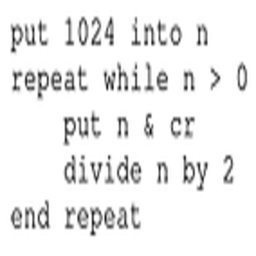 put 1024 into n
repeat while n > 0
put n & cr
divide n by 2
end repeat